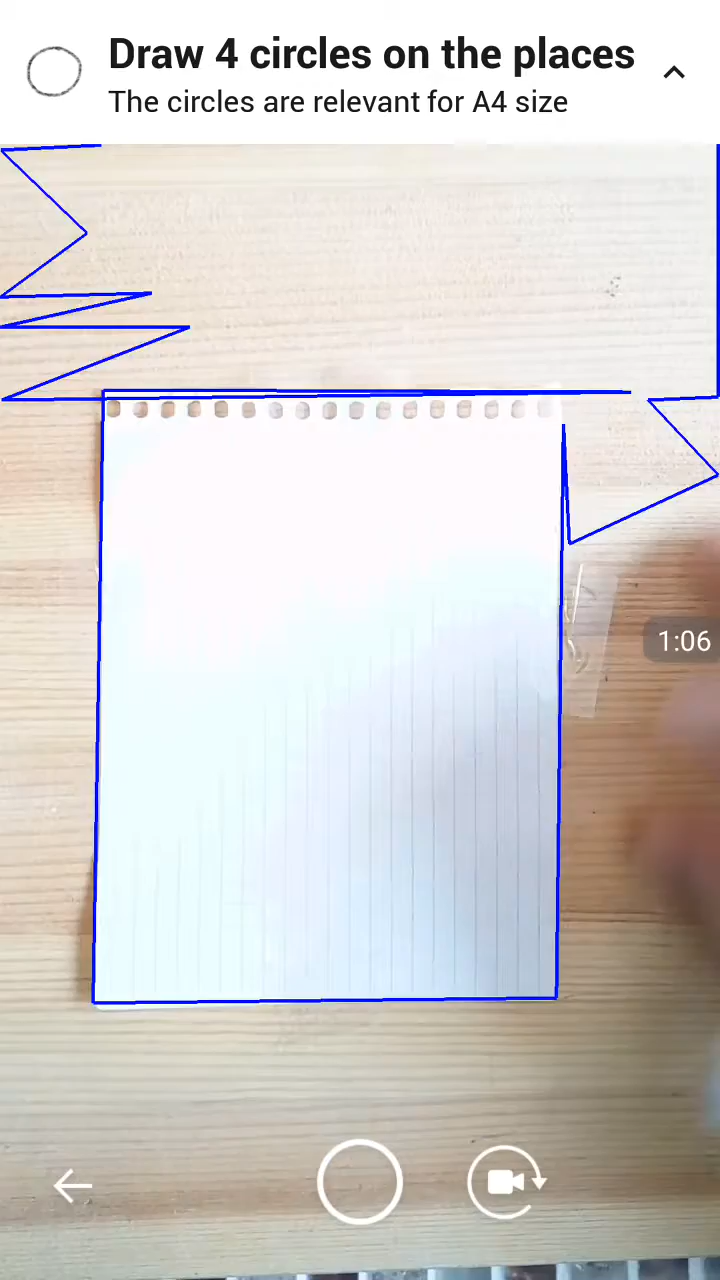 Draw 4 circles on the places
The circles are relevant for A4 size
1:06